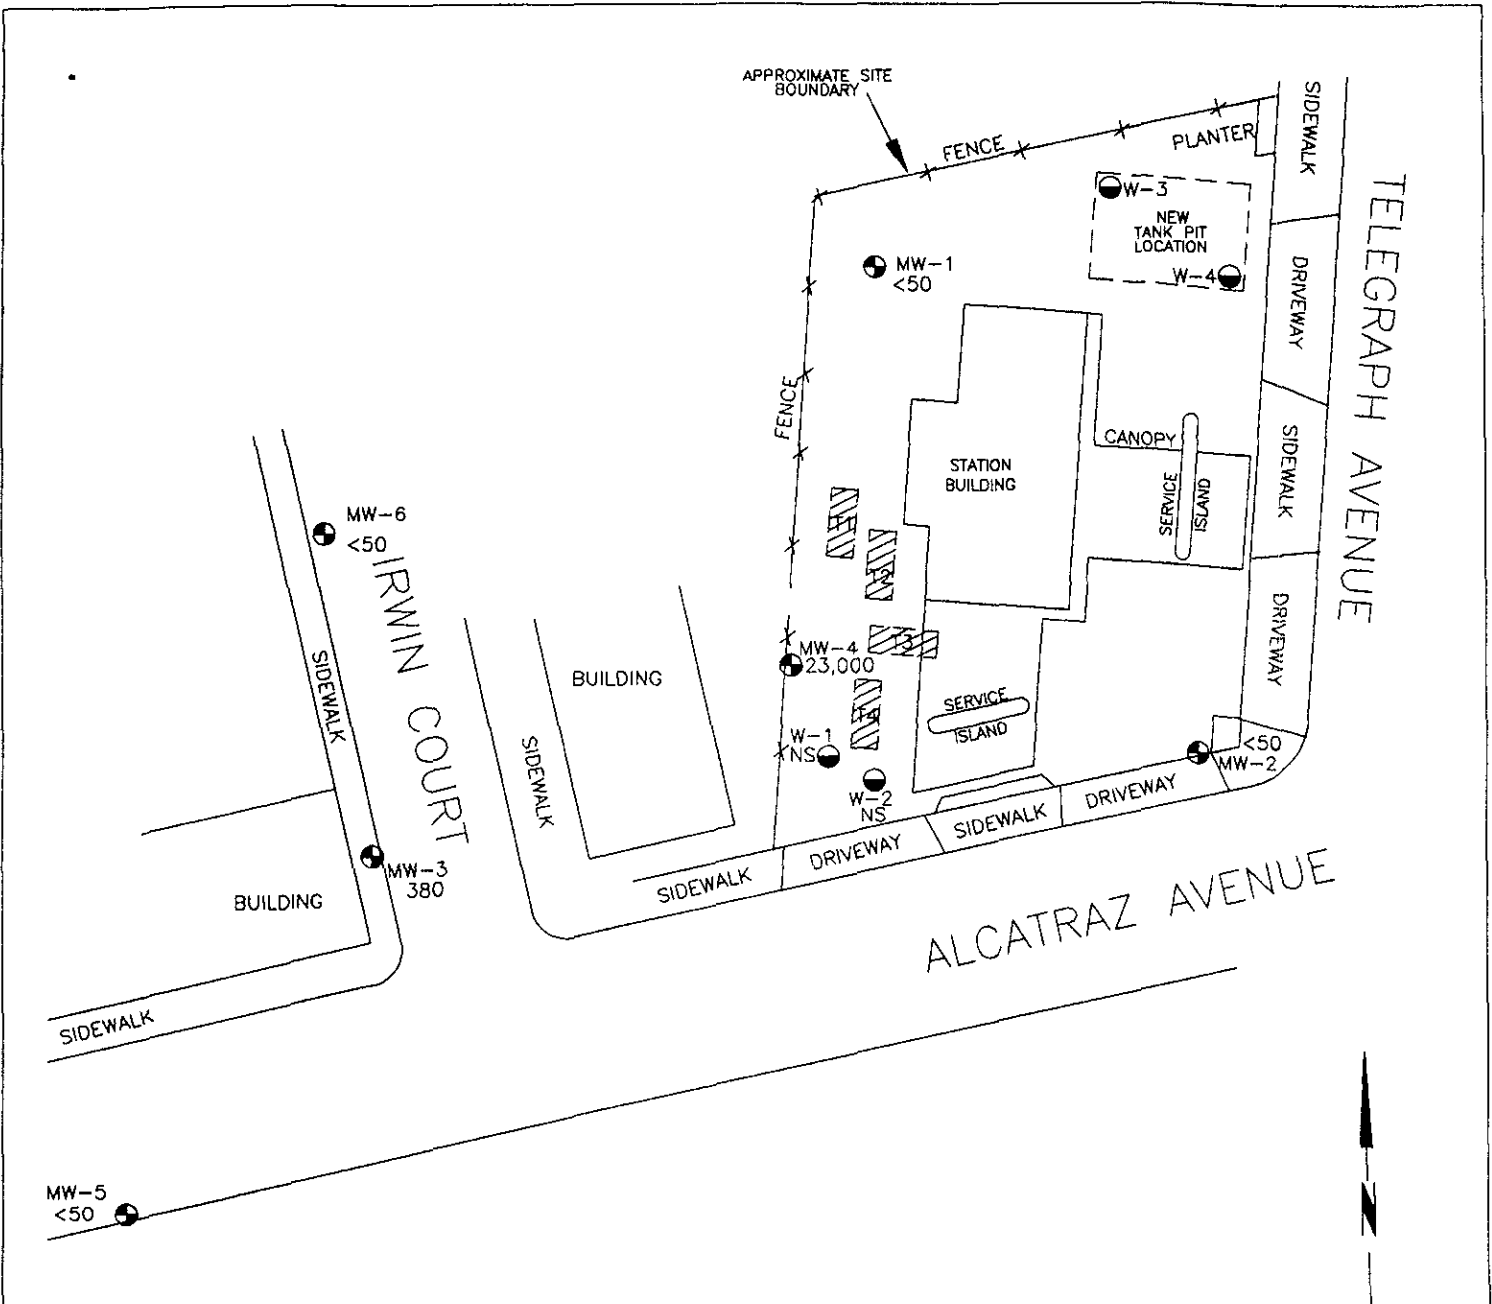 APPROXIMATE SITE
BOUNDARY
SIDEWALK
FENCE
PLANTER
W-3
NEW
TANK PIT
LOCATION
W-4
TELEGRAPH AVENUE
DRIVEWAY
MW-1
<50
FENCE
CANOPY
SIDEWALK
STATION
BUILDING
SERVICE
ISLAND
MW-6
<50
IRWIN COURT
T2
DRIVEWAY
T3
MW-4
23,000
SIDEWALK
BUILDING
SERVICE
ISLAND
T4
W-1
NS
<50
MW-2
SIDEWALK
W-2
NS
DRIVEWAY
SIDEWALK
DRIVEWAY
MW-3
380
SIDEWALK
BUILDING
ALCATRAZ AVENUE
SIDEWALK
MW-5
<50
N